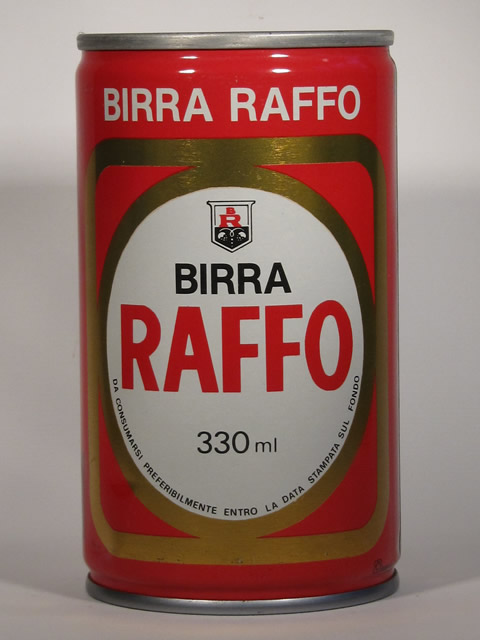 BIRRA RAFFO
B
R
BIRRA
RAFFO
330 ml
DA CONSUMARSI PREFERIBILMENTE ENTRO LA DATA STAMPATA SUL FONDO